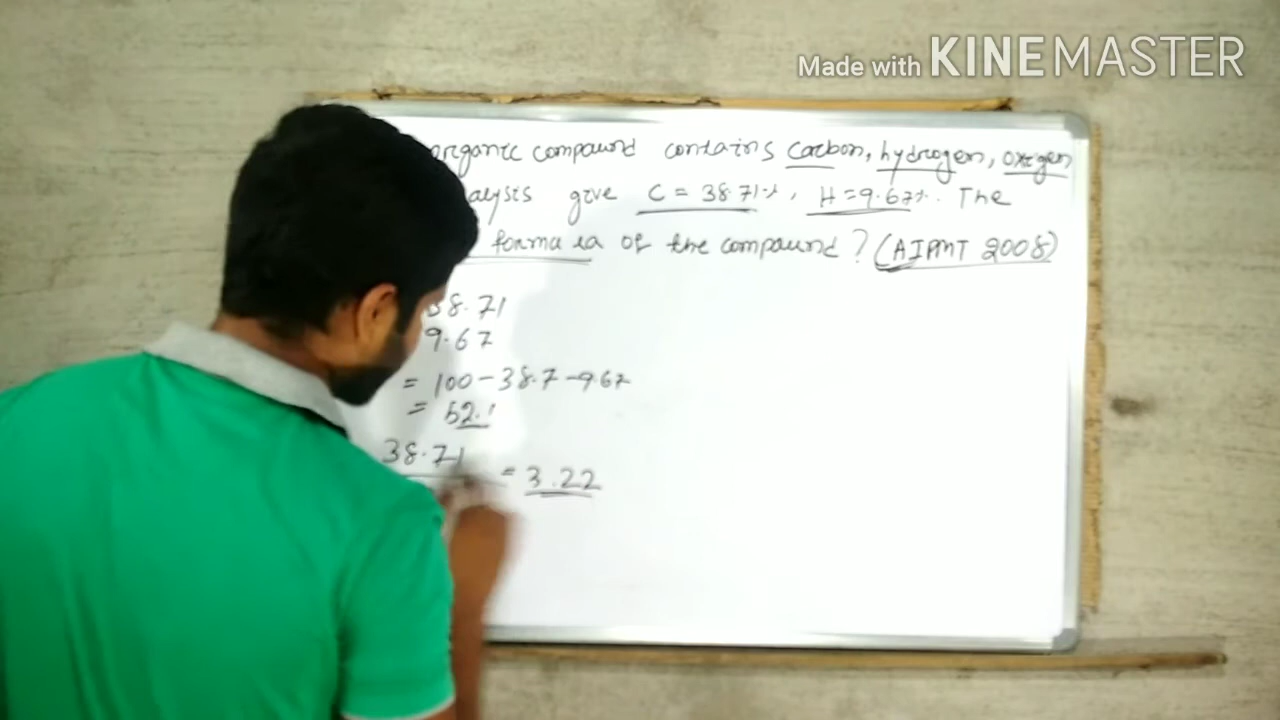 Made with KINEMASTER
organic compound contains carbon, hydrogen, oxigen
alysis give C = 38.71%, H = 9.67%. The
formula of the compound? (AIPMT 2008)
38.71
9.67
= 100 - 38.7 - 9.67
= 52.1
38.71
= 3.22